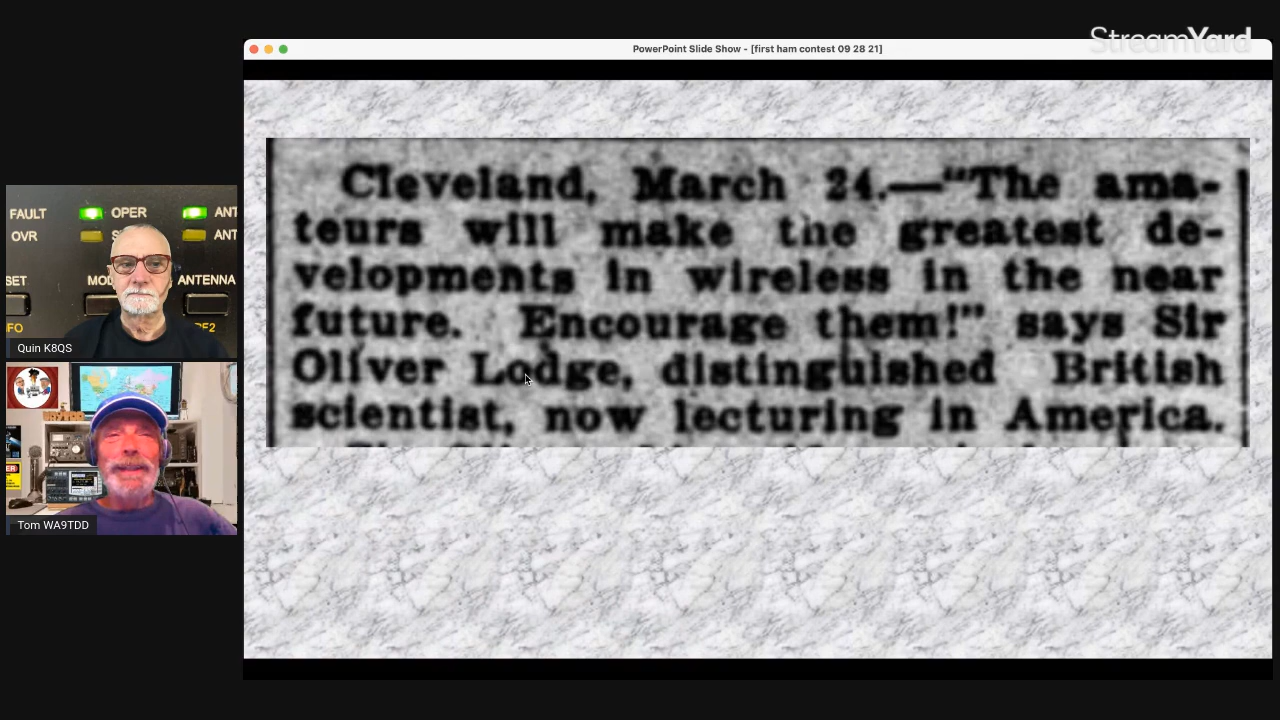 StreamYard
PowerPoint Slide Show - [first ham contest 09 28 21]
Cleveland, March 24.—“The ama-
teurs will make the greatest de-
velopments in wireless in the near
future. Encourage them!” says Sir
Oliver Lodge, distinguished British
scientist, now lecturing in America.
FAULT OPER ANT
OVR ANT
SET MOD ANTENNA
Quin K8QS
Tom WA9TDD